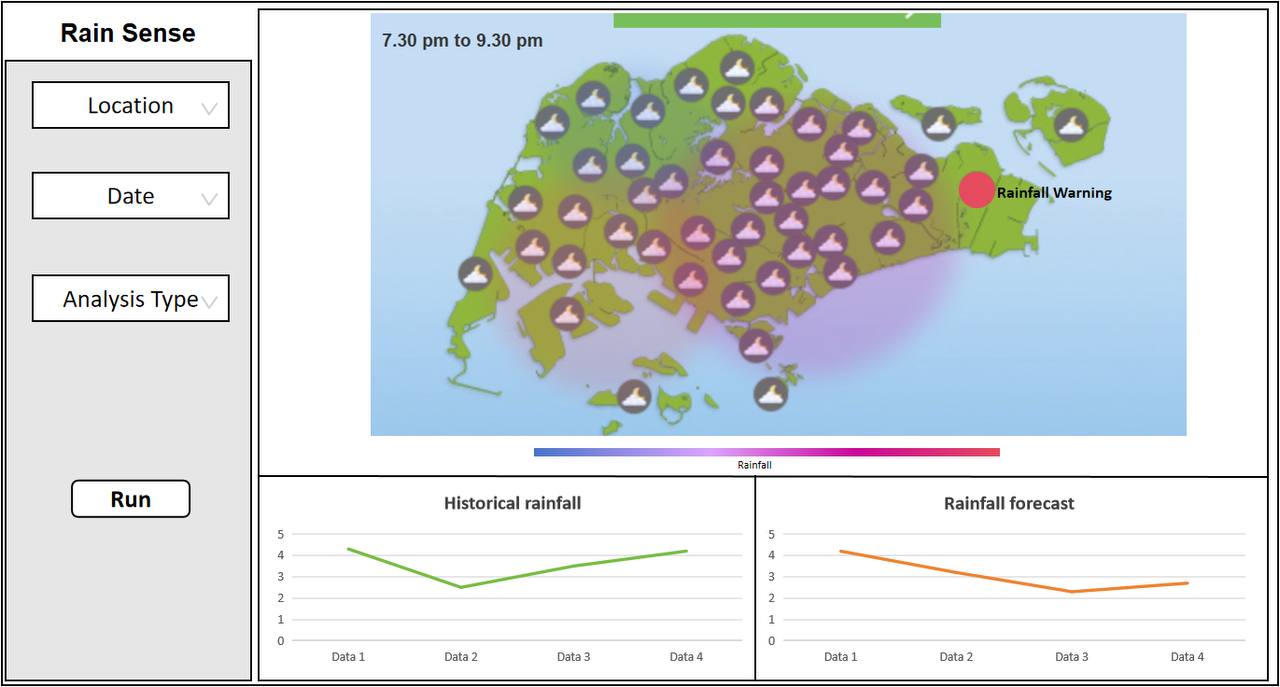 Rain Sense
Location
Date
Analysis Type
Run
7.30 pm to 9.30 pm
Rainfall Warning
Rainfall
Historical rainfall
5
4
3
2
1
0
Data 1 Data 2 Data 3 Data 4
Rainfall forecast
5
4
3
2
1
0
Data 1 Data 2 Data 3 Data 4